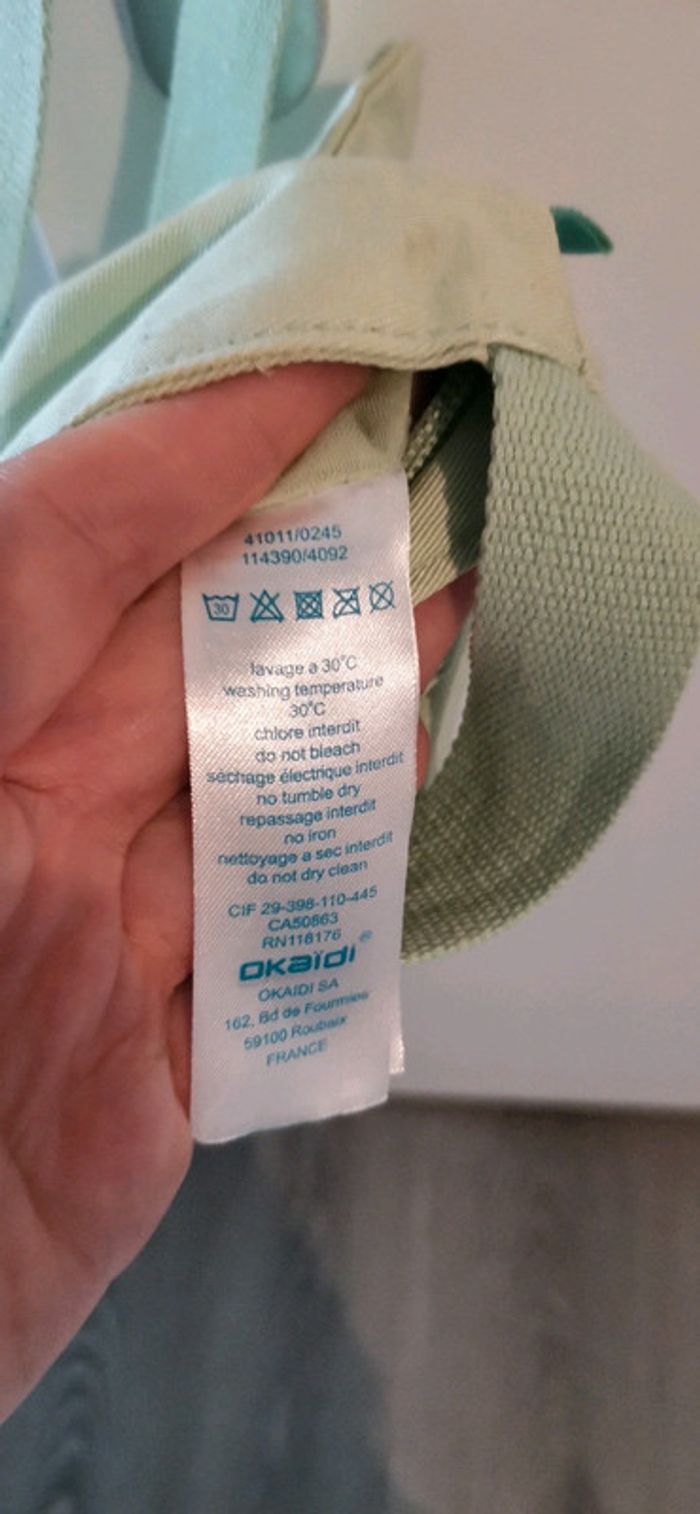 41011/0245
114390/4092
30
lavage a 30°C
washing temperature
30°C
chlore interdit
do not bleach
séchage électrique interdit
no tumble dry
repassage interdit
no iron
nettoyage a sec interdit
do not dry clean
CIF 29-398-110-445
CA50863
RN118176
OKaïdi®
OKAIDI SA
162, Bd de Fourmies
59100 Roubaix
FRANCE